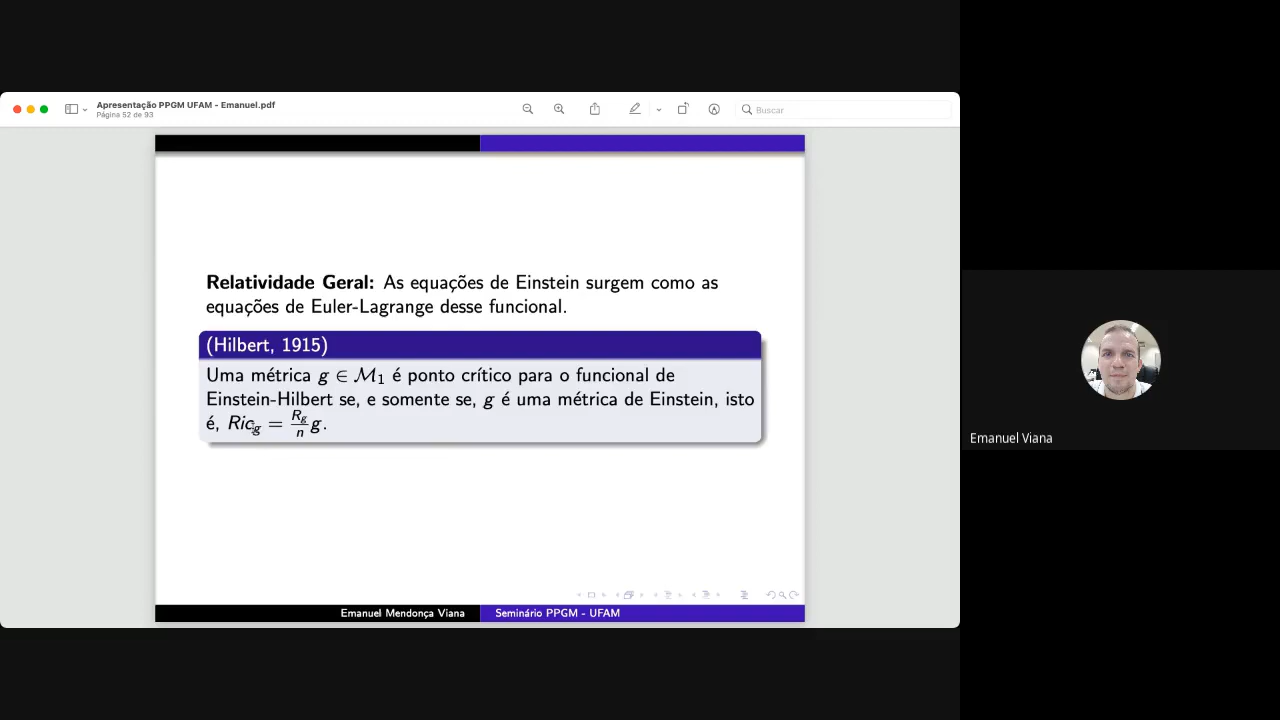 Apresentação PPGM UFAM - Emanuel.pdf
Página 52 de 93
Buscar
Relatividade Geral: As equações de Einstein surgem como as
equações de Euler-Lagrange desse funcional.
(Hilbert, 1915)
Uma métrica g ∈ ℳ₁ é ponto crítico para o funcional de
Einstein-Hilbert se, e somente se, g é uma métrica de Einstein, isto
é, Ric_g = \frac{R_g}{n} g.
Emanuel Mendonça Viana
Seminário PPGM - UFAM
Emanuel Viana